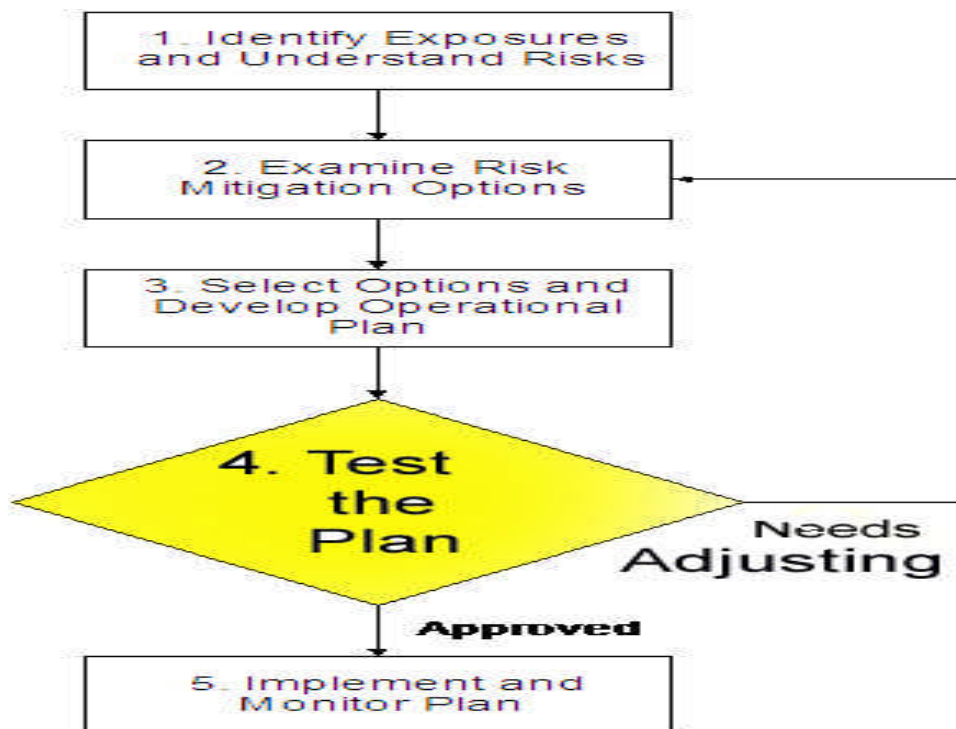 1. Identify Exposures
and Understand Risks
2. Examine Risk
Mitigation Options
3. Select Options and
Develop Operational
Plan
4. Test
the
Plan
Needs
Adjusting
Approved
5. Implement and
Monitor Plan